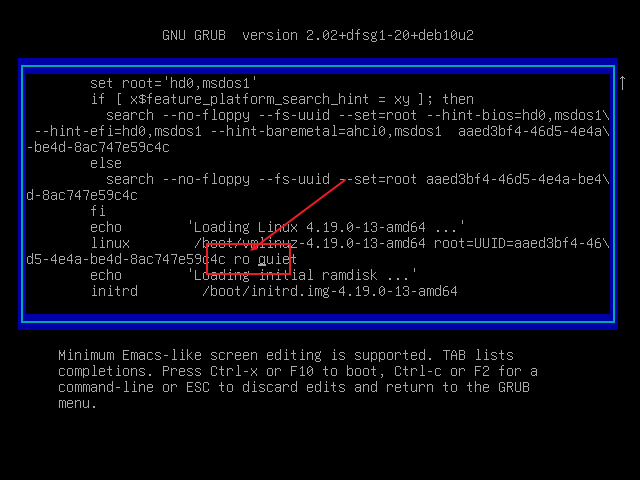 GNU GRUB  version 2.02+dfsg1-20+deb10u2
set root='hd0,msdos1'
if [ x$feature_platform_search_hint = xy ]; then
search --no-floppy --fs-uuid --set=root --hint-bios=hd0,msdos1\
--hint-efi=hd0,msdos1 --hint-baremetal=ahci0,msdos1  aaed3bf4-46d5-4e4a\
-be4d-8ac747e59c4c
else
search --no-floppy --fs-uuid --set=root aaed3bf4-46d5-4e4a-be4\
d-8ac747e59c4c
fi
echo        'Loading Linux 4.19.0-13-amd64 ...'
linux        /boot/vmlinuz-4.19.0-13-amd64 root=UUID=aaed3bf4-46\
d5-4e4a-be4d-8ac747e59c4c ro quiet
echo        'Loading initial ramdisk ...'
initrd        /boot/initrd.img-4.19.0-13-amd64
Minimum Emacs-like screen editing is supported. TAB lists
completions. Press Ctrl-x or F10 to boot, Ctrl-c or F2 for a
command-line or ESC to discard edits and return to the GRUB
menu.